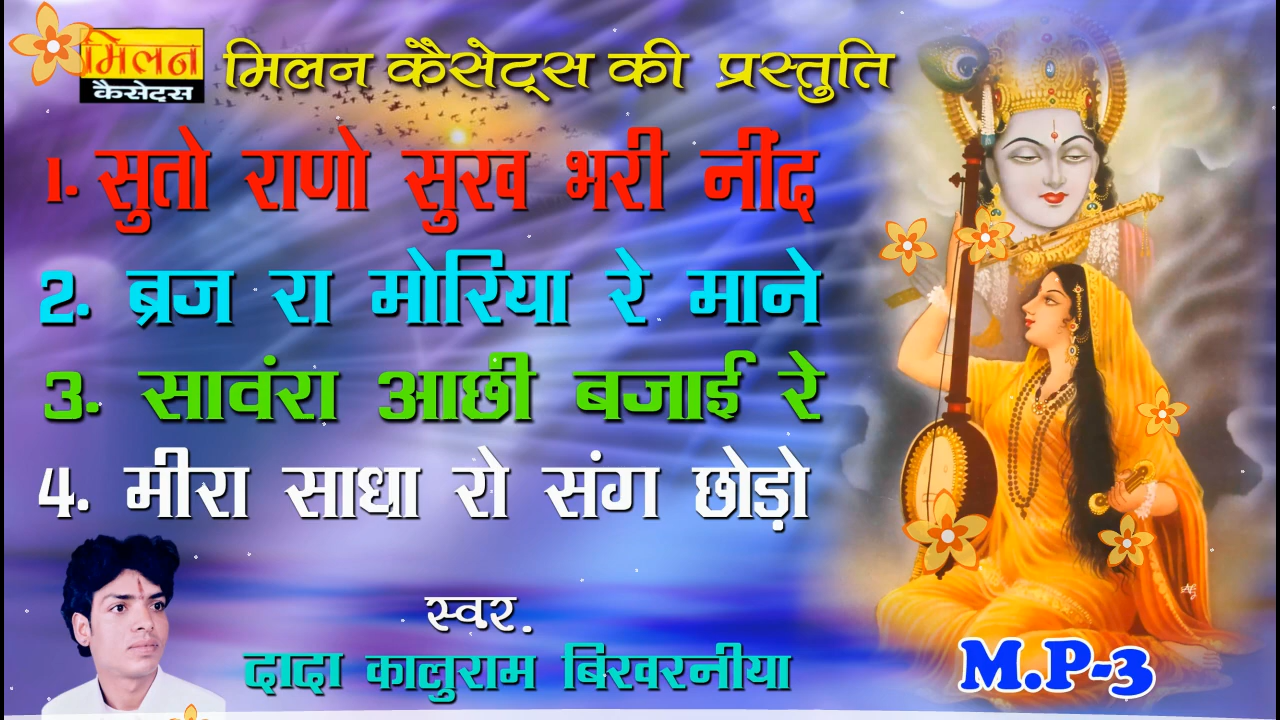 मिलन
कैसेट्स
मिलन कैसेट्स की प्रस्तुति
1. सुतो राणो सुख भरी नींद
2. ब्रज रा मोरिया रे माने
3. सावंरा आछी बजाई रे
4. मीरा साधा रो संग छोड़ो
स्वर.
दादा कालुराम बिखरनीया
M.P-3